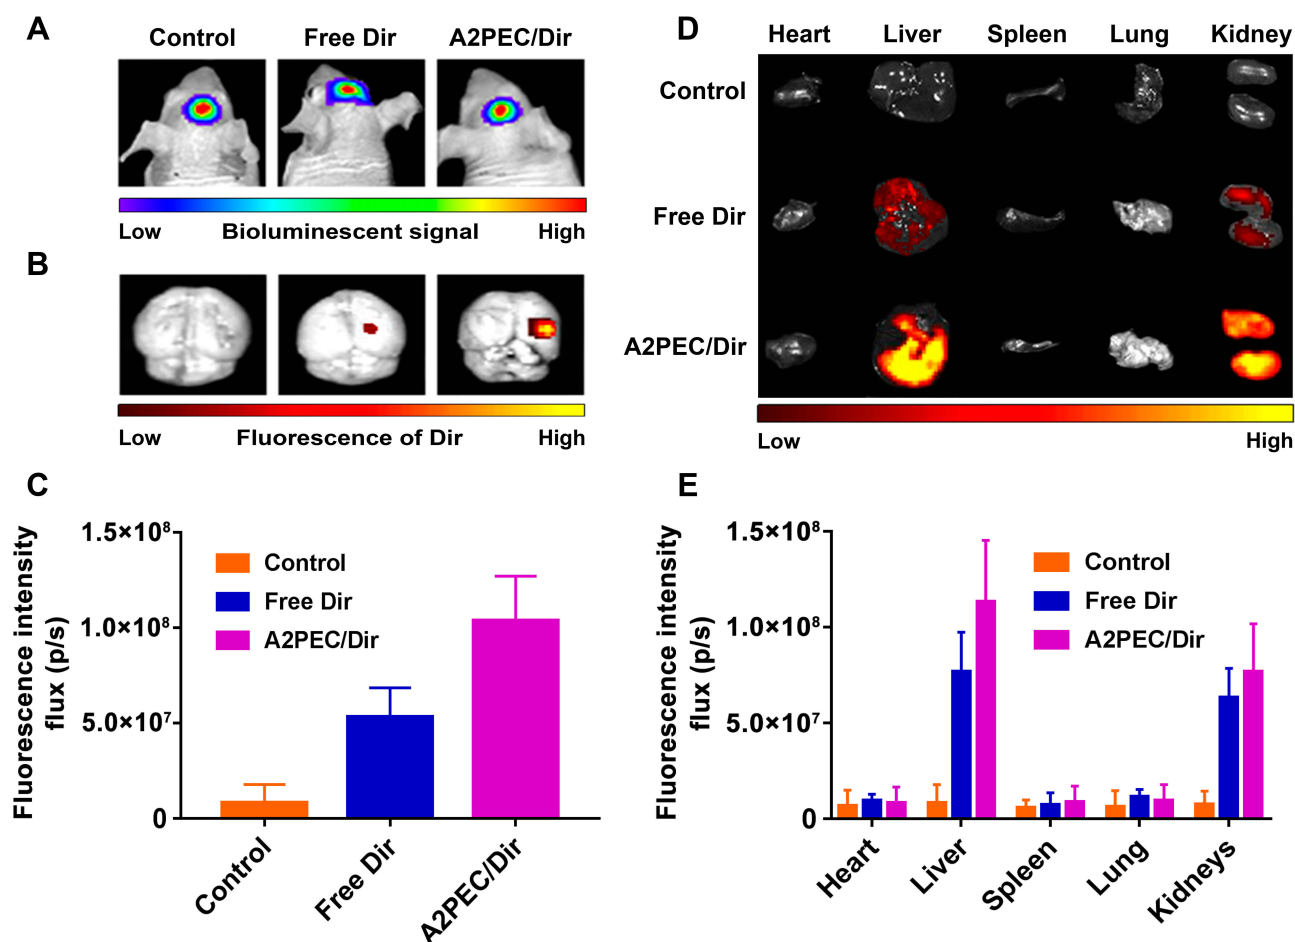 A
Control Free Dir A2PEC/Dir
Low Bioluminescent signal High
B
Low Fluorescence of Dir High
C
Fluorescence intensity
flux (p/s)
1.5×10⁸
1.0×10⁸
5.0×10⁷
0
Control
Free Dir
A2PEC/Dir
Control Free Dir A2PEC/Dir
D
Heart Liver Spleen Lung Kidney
Control
Free Dir
A2PEC/Dir
Low High
E
Fluorescence intensity
flux (p/s)
1.5×10⁸
1.0×10⁸
5.0×10⁷
0
Control
Free Dir
A2PEC/Dir
Heart Liver Spleen Lung Kidneys